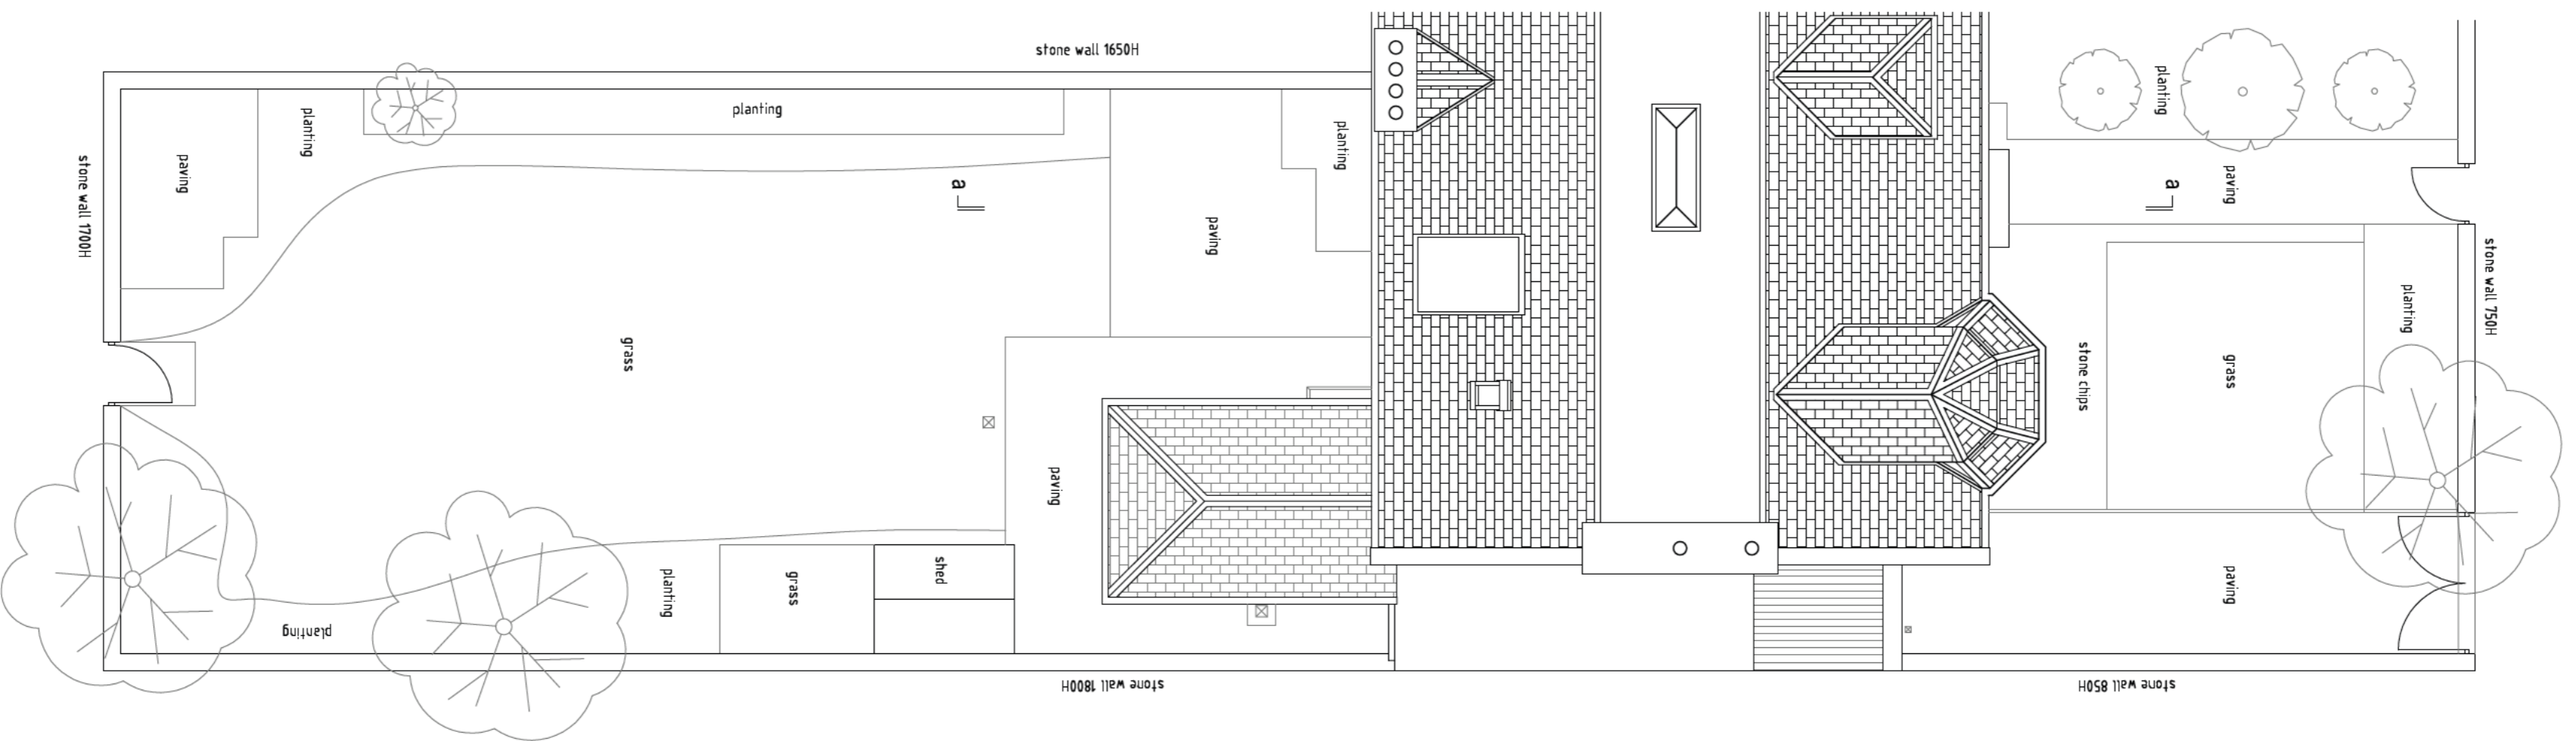 stone wall 1650H
planting
planting
planting
planting
paving
stone wall 1700H
a
a
paving
paving
stone wall 750H
planting
grass
stone chips
grass
paving
shed
planting
grass
paving
planting
stone wall 1800H
stone wall 850H